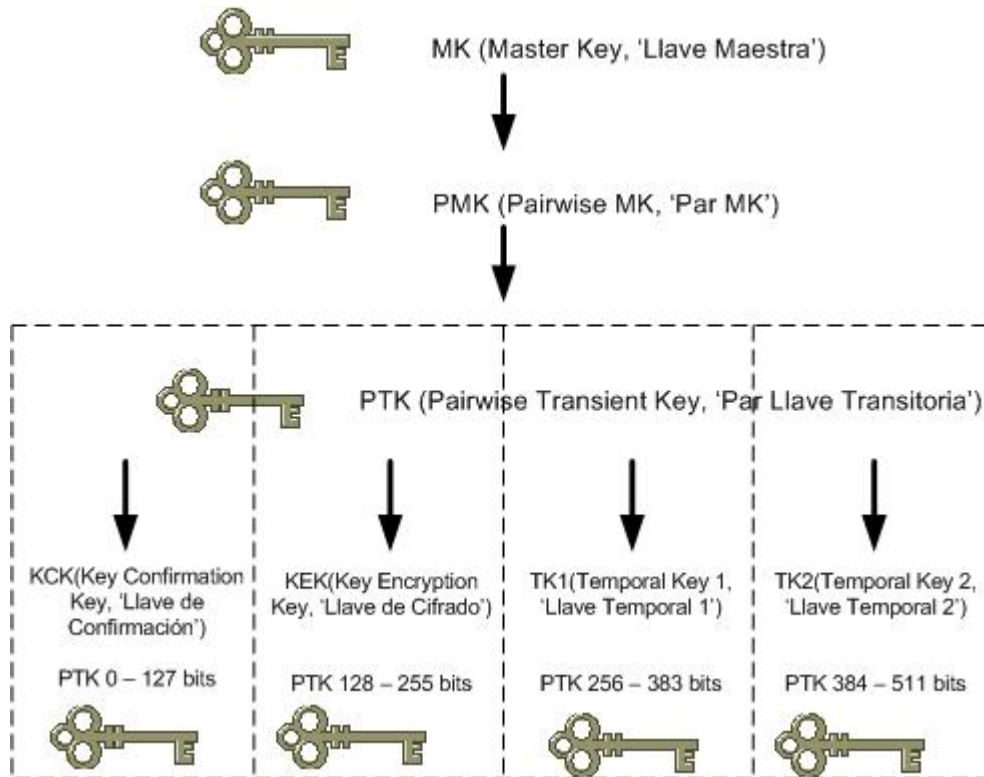 MK (Master Key, ‘Llave Maestra’)
PMK (Pairwise MK, ‘Par MK’)
PTK (Pairwise Transient Key, ‘Par Llave Transitoria’)
KCK(Key Confirmation
Key, ‘Llave de
Confirmación’)
PTK 0 – 127 bits
KEK(Key Encryption
Key, ‘Llave de Cifrado’)
PTK 128 – 255 bits
TK1(Temporal Key 1,
‘Llave Temporal 1’)
PTK 256 – 383 bits
TK2(Temporal Key 2,
‘Llave Temporal 2’)
PTK 384 – 511 bits